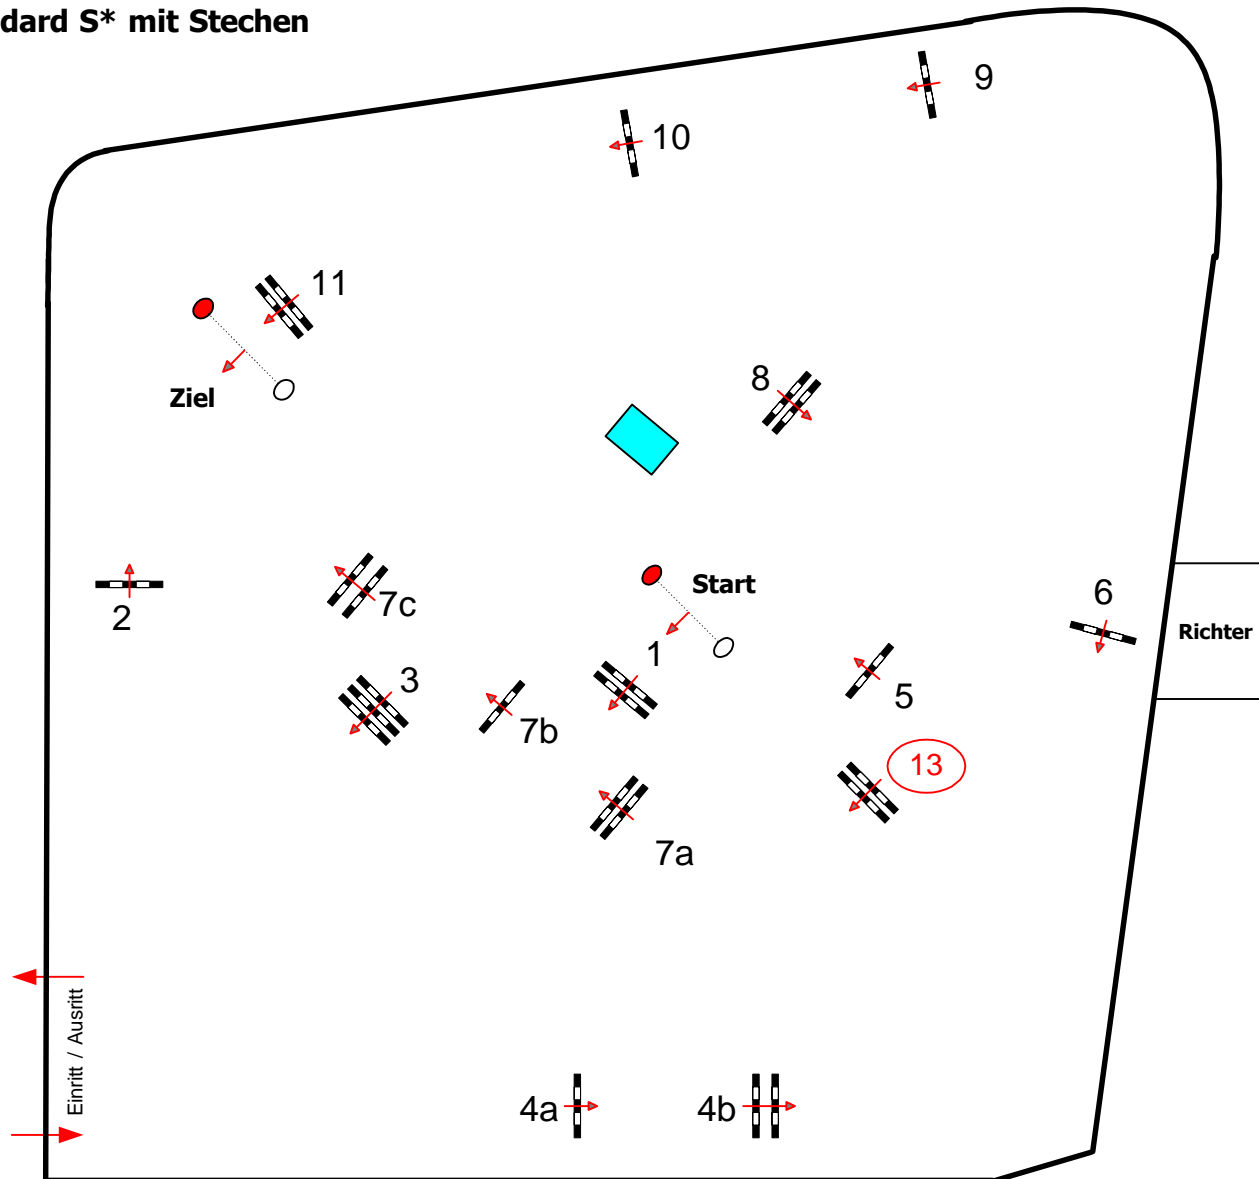 dard S* mit Stechen
9
10
11
8
Ziel
Start
2
7c
6
Richter
1
3
5
7b
13
7a
Einritt / Ausritt
4a
4b